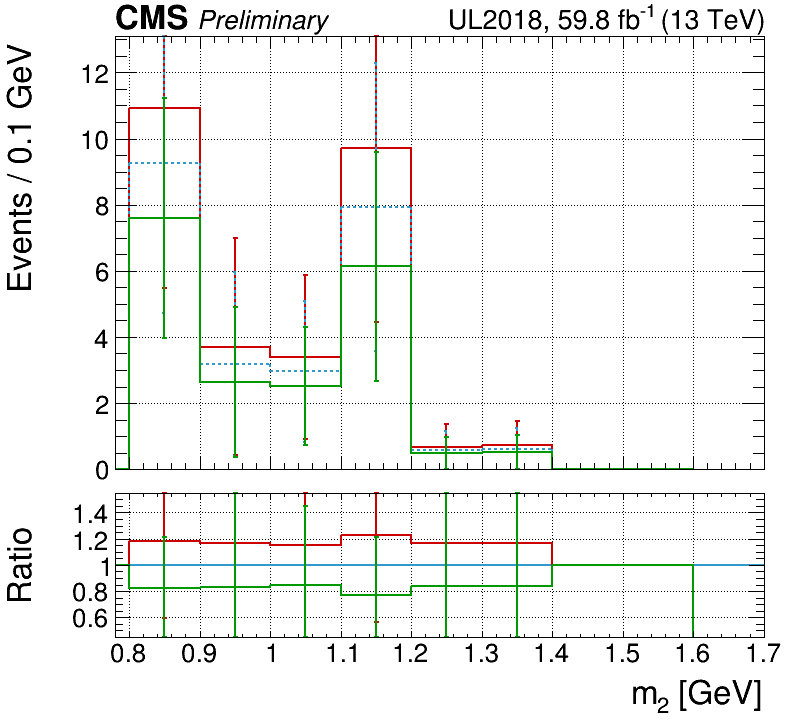 CMS Preliminary UL2018, 59.8 fb⁻¹ (13 TeV)
Events / 0.1 GeV
12
10
8
6
4
2
0
Ratio
1.4
1.2
1
0.8
0.6
0.8 0.9 1 1.1 1.2 1.3 1.4 1.5 1.6 1.7
m₂ [GeV]